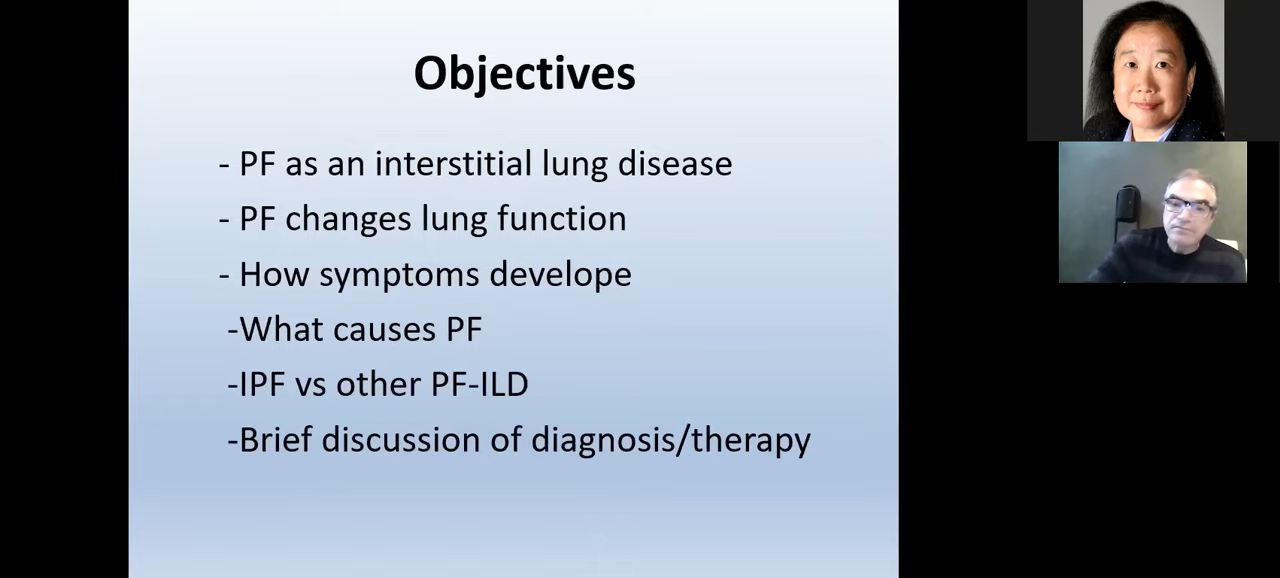 Objectives
- PF as an interstitial lung disease
- PF changes lung function
- How symptoms develope
-What causes PF
-IPF vs other PF-ILD
-Brief discussion of diagnosis/therapy